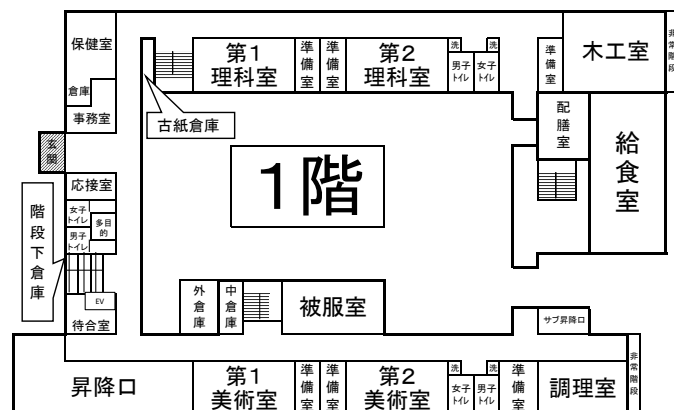 保健室
倉庫
事務室
玄関
応接室
女子
トイレ
多目
的
男子
トイレ
階段下倉庫
EV
待合室
昇降口
古紙倉庫
第1
理科室
準備室
準備室
第2
理科室
洗
洗
男子
トイレ
女子
トイレ
準備室
木工室
非常階段
配膳室
給食室
1階
外倉庫
中倉庫
被服室
サブ昇降口
第1
美術室
準備室
準備室
第2
美術室
洗
洗
女子
トイレ
男子
トイレ
準備室
調理室
非常階段